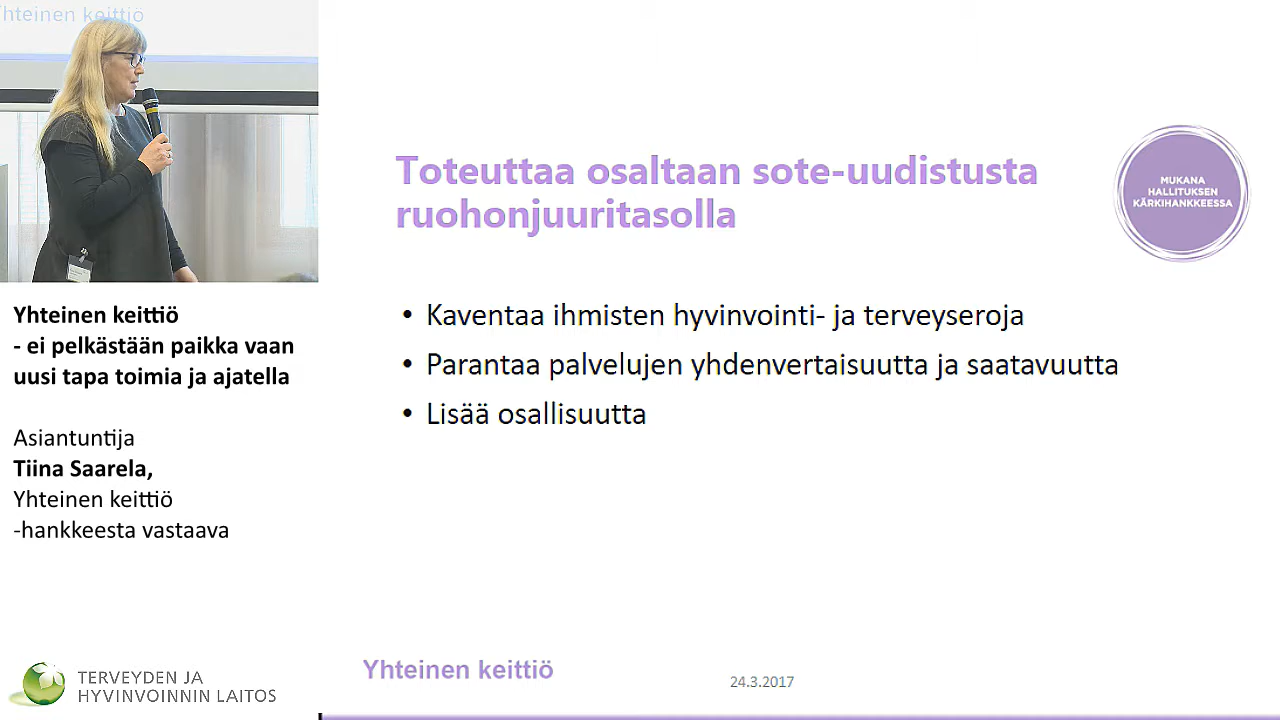 Yhteinen keittiö
Yhteinen keittiö
- ei pelkästään paikka vaan
uusi tapa toimia ja ajatella
Asiantuntija
Tiina Saarela,
Yhteinen keittiö
-hankkeesta vastaava
TERVEYDEN JA
HYVINVOINNIN LAITOS
Toteuttaa osaltaan sote-uudistusta
ruohonjuuritasolla
MUKANA
HALLITUKSEN
KÄRKIHANKKEESSA
• Kaventaa ihmisten hyvinvointi- ja terveyseroja
• Parantaa palvelujen yhdenvertaisuutta ja saatavuutta
• Lisää osallisuutta
Yhteinen keittiö
24.3.2017